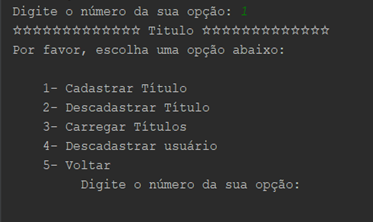 Digite o número da sua opção: 1
☆☆☆☆☆☆☆☆☆☆☆☆☆ Titulo ☆☆☆☆☆☆☆☆☆☆☆☆☆
Por favor, escolha uma opção abaixo:
1- Cadastrar Título
2- Descadastrar Título
3- Carregar Títulos
4- Descadastrar usuário
5- Voltar
Digite o número da sua opção: